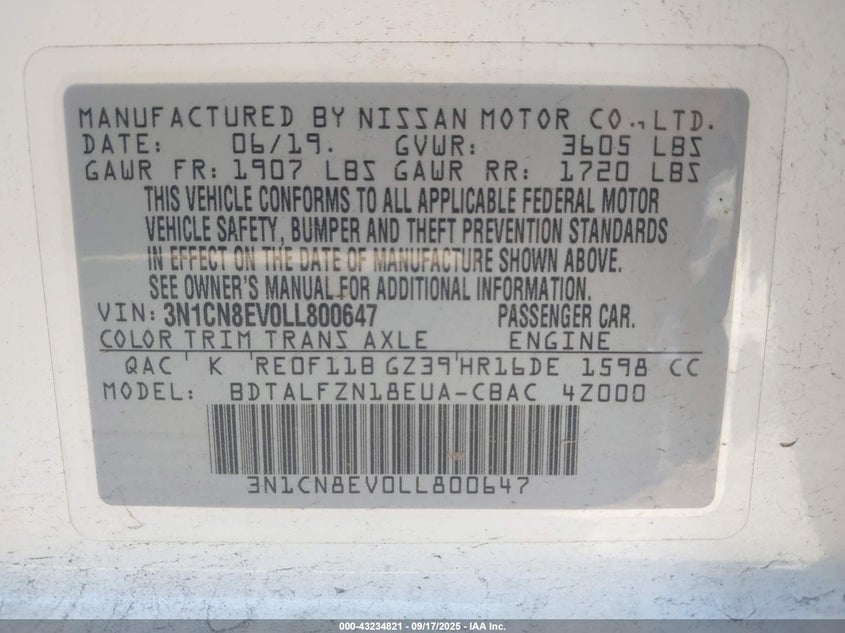 MANUFACTURED BY NISSAN MOTOR CO., LTD.
DATE: 06/19. GVWR: 3605 LBS
GAWR FR: 1907 LBS GAWR RR: 1720 LBS
THIS VEHICLE CONFORMS TO ALL APPLICABLE FEDERAL MOTOR
VEHICLE SAFETY, BUMPER AND THEFT PREVENTION STANDARDS
IN EFFECT ON THE DATE OF MANUFACTURE SHOWN ABOVE.
SEE OWNER'S MANUAL FOR ADDITIONAL INFORMATION.
VIN: 3N1CN8EV0LL800647 PASSENGER CAR.
COLOR TRIM TRANS AXLE ENGINE
QAC K RE0F11B GZ39 HR16DE 1598 CC
MODEL: BDTALFZN18EUA-CBAC 4Z000
3N1CN8EV0LL800647
000-43234821 - 09/17/2025 - IAA Inc.